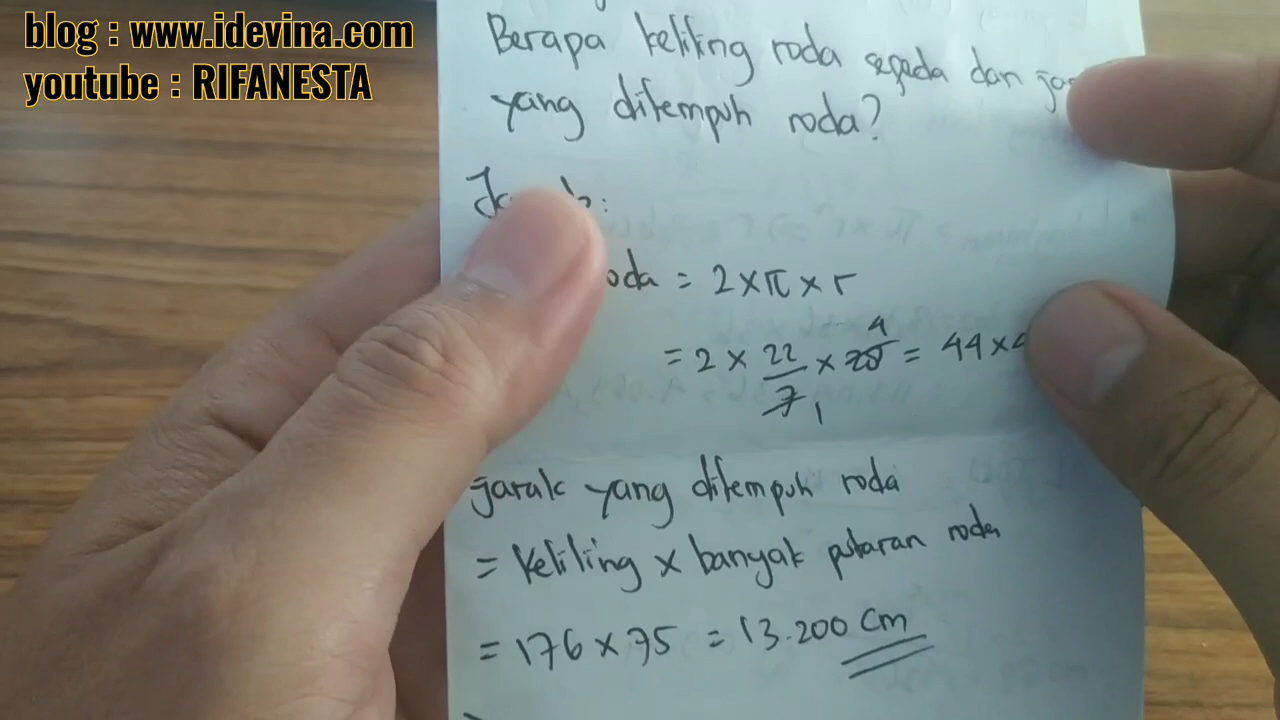 blog : www.idevina.com
youtube : RIFANESTA
Berapa keliling roda sepeda dan
yang ditempuh roda?
= 2 × π × r
= 2 × 22/7 1 × 28 4 = 44 ×
jarak yang ditempuh roda
= keliling × banyak putaran roda
= 176 × 75 = 13.200 cm